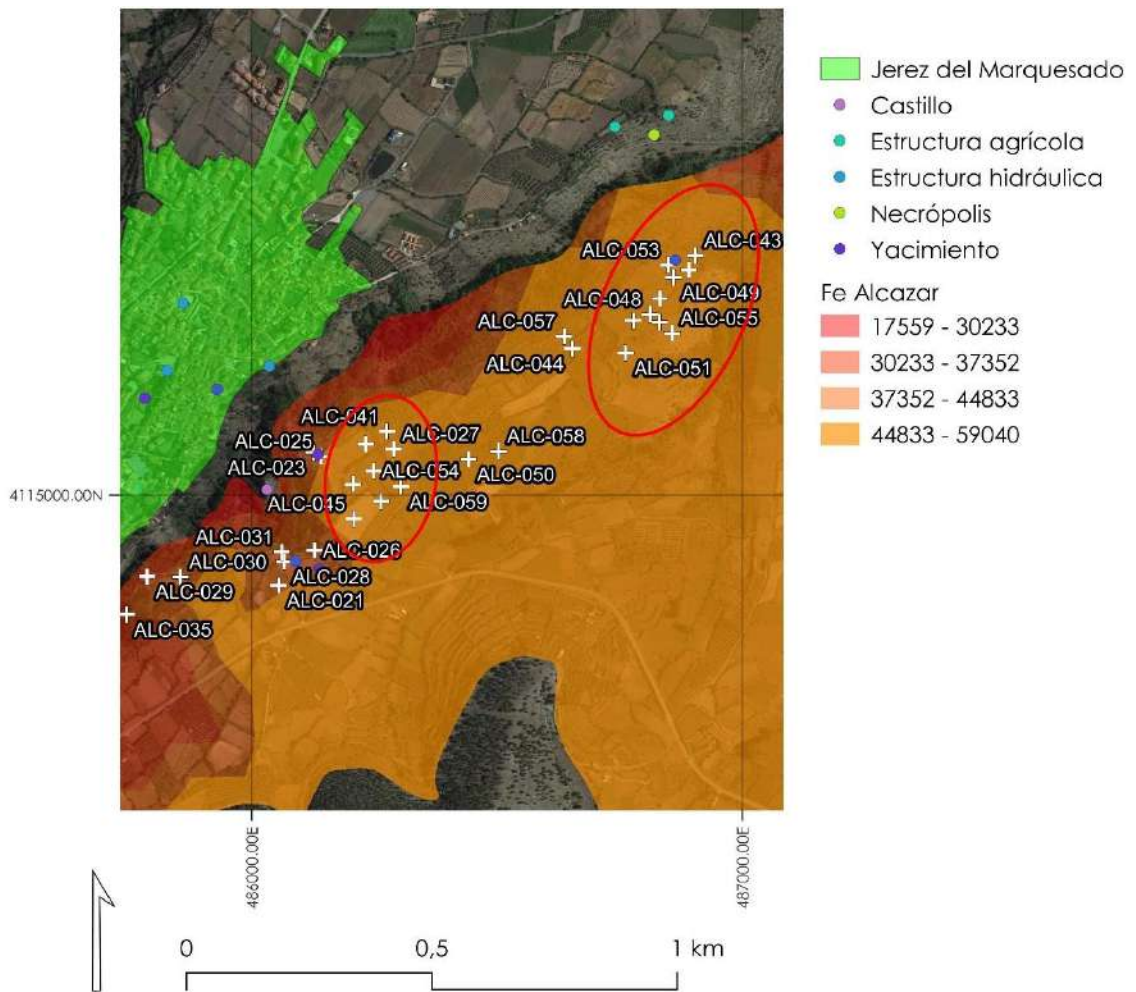 Jerez del Marquesado
Castillo
Estructura agrícola
Estructura hidráulica
Necrópolis
Yacimiento
Fe Alcazar
17559 - 30233
30233 - 37352
37352 - 44833
44833 - 59040
ALC-053
ALC-043
ALC-048
ALC-049
ALC-057
ALC-055
ALC-044
ALC-051
ALC-041
ALC-027
ALC-025
ALC-058
ALC-023
ALC-054
ALC-050
4115000.00N
ALC-045
ALC-059
ALC-031
ALC-026
ALC-030
ALC-028
ALC-029
ALC-021
ALC-035
486000.00E
487000.00E
0
0,5
1 km